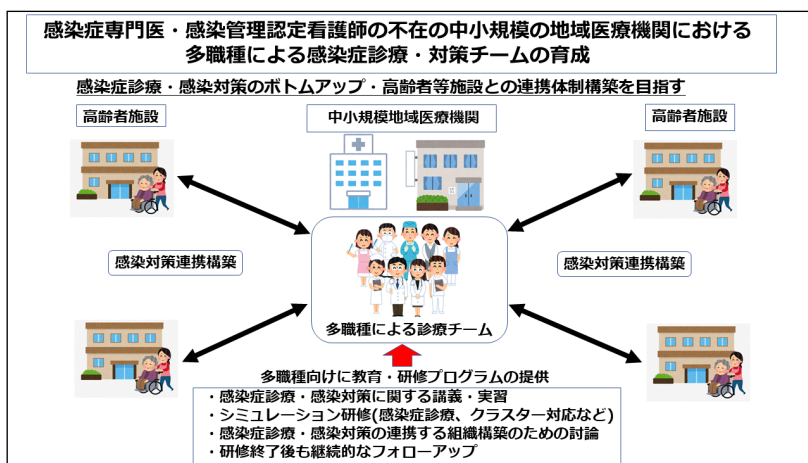 感染症専門医・感染管理認定看護師の不在の中小規模の地域医療機関における
多職種による感染症診療・対策チームの育成
感染症診療・感染対策のボトムアップ・高齢者等施設との連携体制構築を目指す
高齢者施設
中小規模地域医療機関
高齢者施設
感染対策連携構築
感染対策連携構築
多職種による診療チーム
多職種向けに教育・研修プログラムの提供
・感染症診療・感染対策に関する講義・実習
・シミュレーション研修(感染症診療、クラスター対応など)
・感染症診療・感染対策の連携する組織構築のための討論
・研修終了後も継続的なフォローアップ